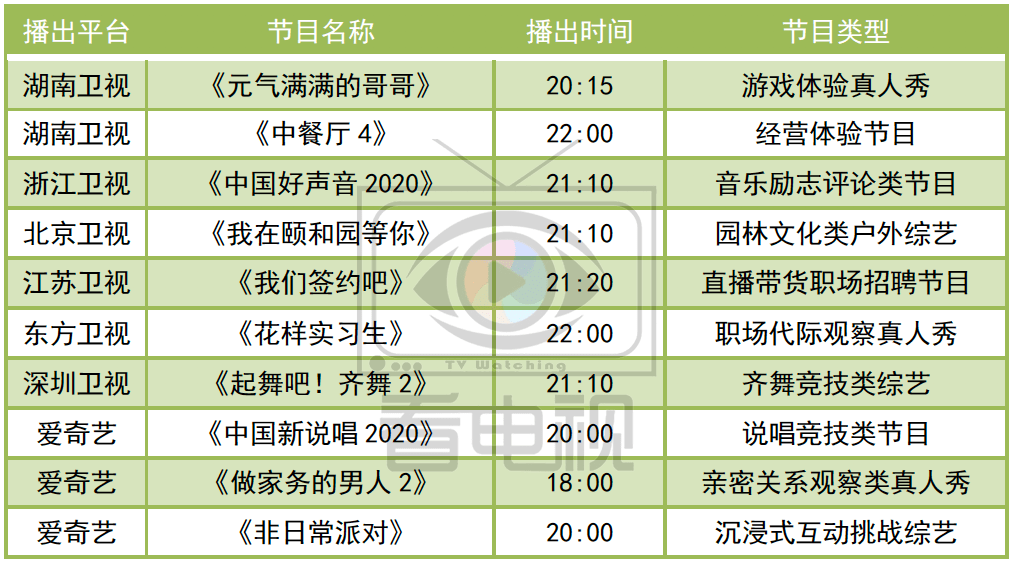 播出平台 节目名称 播出时间 节目类型
湖南卫视 《元气满满的哥哥》 20:15 游戏体验真人秀
湖南卫视 《中餐厅 4》 22:00 经营体验节目
浙江卫视 《中国好声音 2020》 21:10 音乐励志评论类节目
北京卫视 《我在颐和园等你》 21:10 园林文化类户外综艺
江苏卫视 《我们签约吧》 21:20 直播带货职场招聘节目
东方卫视 《花样实习生》 22:00 职场代际观察真人秀
TV Watching
深圳卫视 《起舞吧！齐舞 2》 21:10 齐舞竞技类综艺
看电视
爱奇艺 《中国新说唱 2020》 20:00 说唱竞技类节目
爱奇艺 《做家务的男人 2》 18:00 亲密关系观察类真人秀
爱奇艺 《非日常派对》 20:00 沉浸式互动挑战综艺